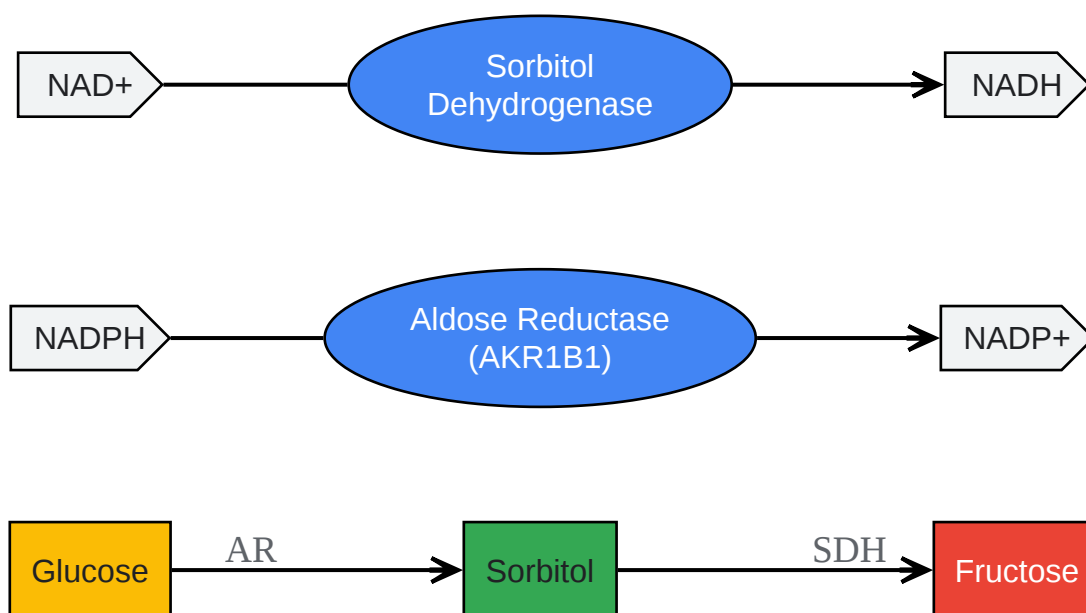 NAD+
Sorbitol
Dehydrogenase
NADH
NADPH
Aldose Reductase
(AKR1B1)
NADP+
Glucose
AR
Sorbitol
SDH
Fructose